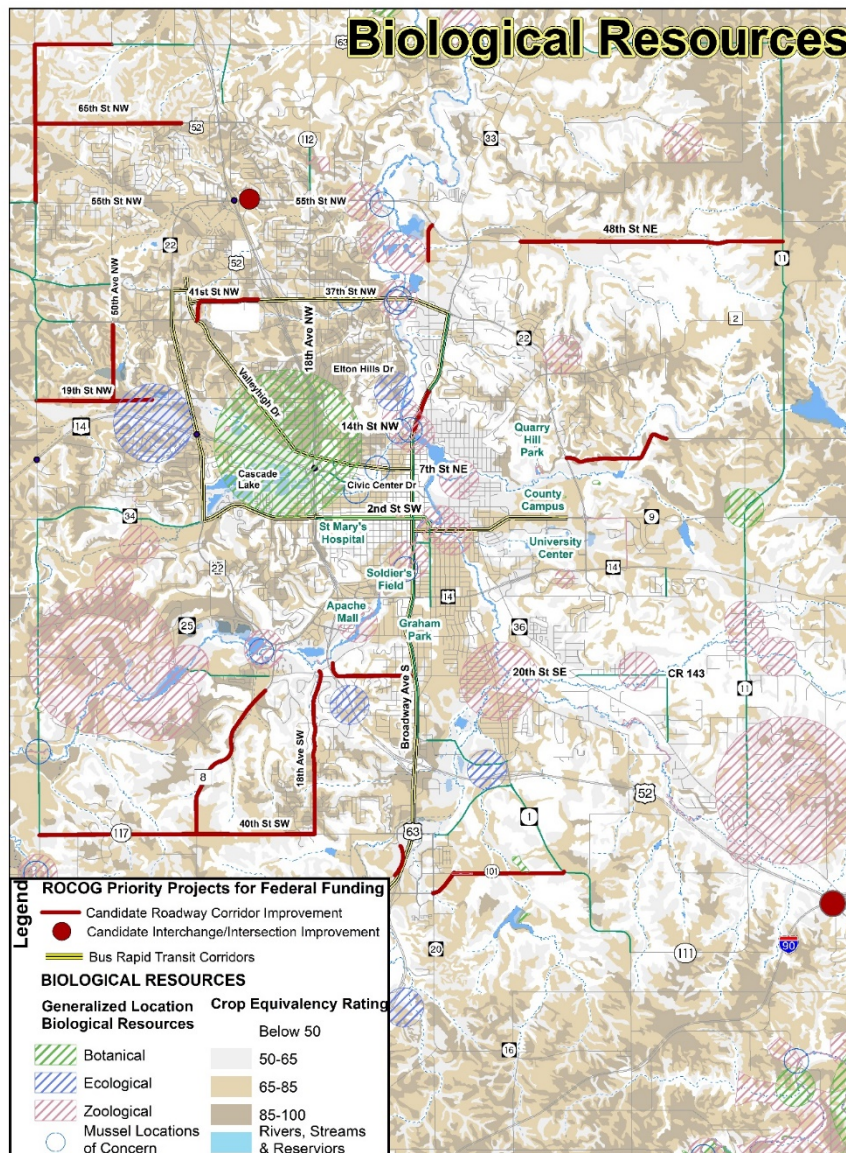 Biological Resources
63
65th St NW
52
112
33
55th St NW
55th St NW
48th St NE
22
52
11
60th Ave NW
41st St NW
37th St NW
18th Ave NW
2
22
Elton Hills Dr
Valleyhigh Dr
19th St NW
14
14th St NW
Quarry
Hill
Park
7th St NE
Cascade
Lake
Civic Center Dr
County
Campus
2nd St SW
34
9
St Mary's
Hospital
University
Center
22
14
Soldier's
Field
14
Apache
Mall
Graham
Park
25
36
20th St SE
CR 143
11
Broadway Ave S
18th Ave SW
8
52
1
117
40th St SW
63
101
90
111
20
16
Legend
ROCOG Priority Projects for Federal Funding
Candidate Roadway Corridor Improvement
Candidate Interchange/Intersection Improvement
Bus Rapid Transit Corridors
BIOLOGICAL RESOURCES
Generalized Location
Biological Resources
Botanical
Ecological
Zoological
Mussel Locations
of Concern
Crop Equivalency Rating
Below 50
50-65
65-85
85-100
Rivers, Streams
& Reserviors